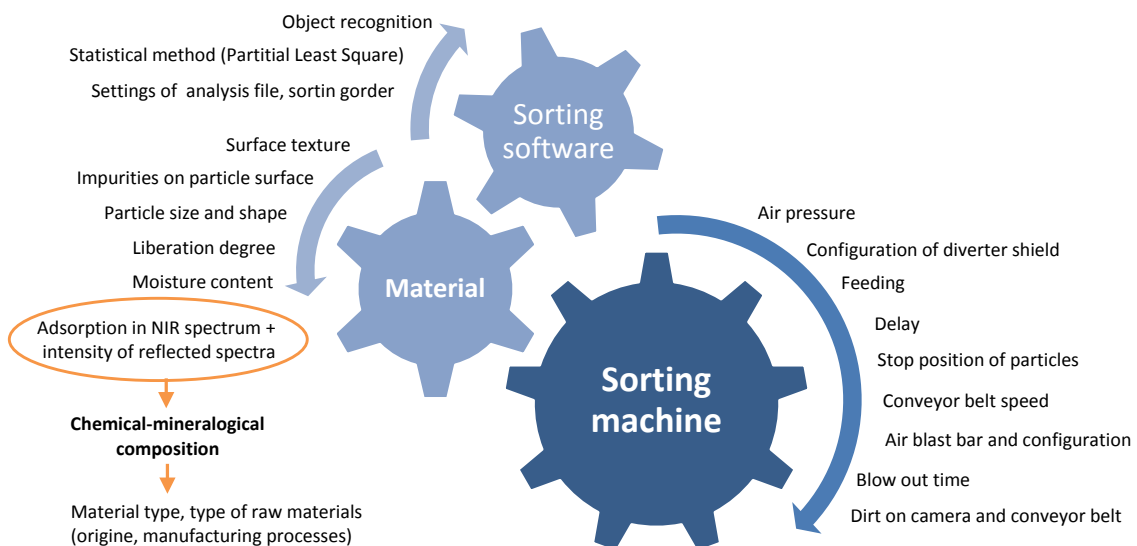 Object recognition
Statistical method (Partitial Least Square)
Settings of analysis file, sortin gorder
Sorting
software
Surface texture
Impurities on particle surface
Particle size and shape
Liberation degree
Moisture content
Adsorption in NIR spectrum +
intensity of reflected spectra
Chemical-mineralogical
composition
Material type, type of raw materials
(origine, manufacturing processes)
Material
Sorting
machine
Air pressure
Configuration of diverter shield
Feeding
Delay
Stop position of particles
Conveyor belt speed
Air blast bar and configuration
Blow out time
Dirt on camera and conveyor belt